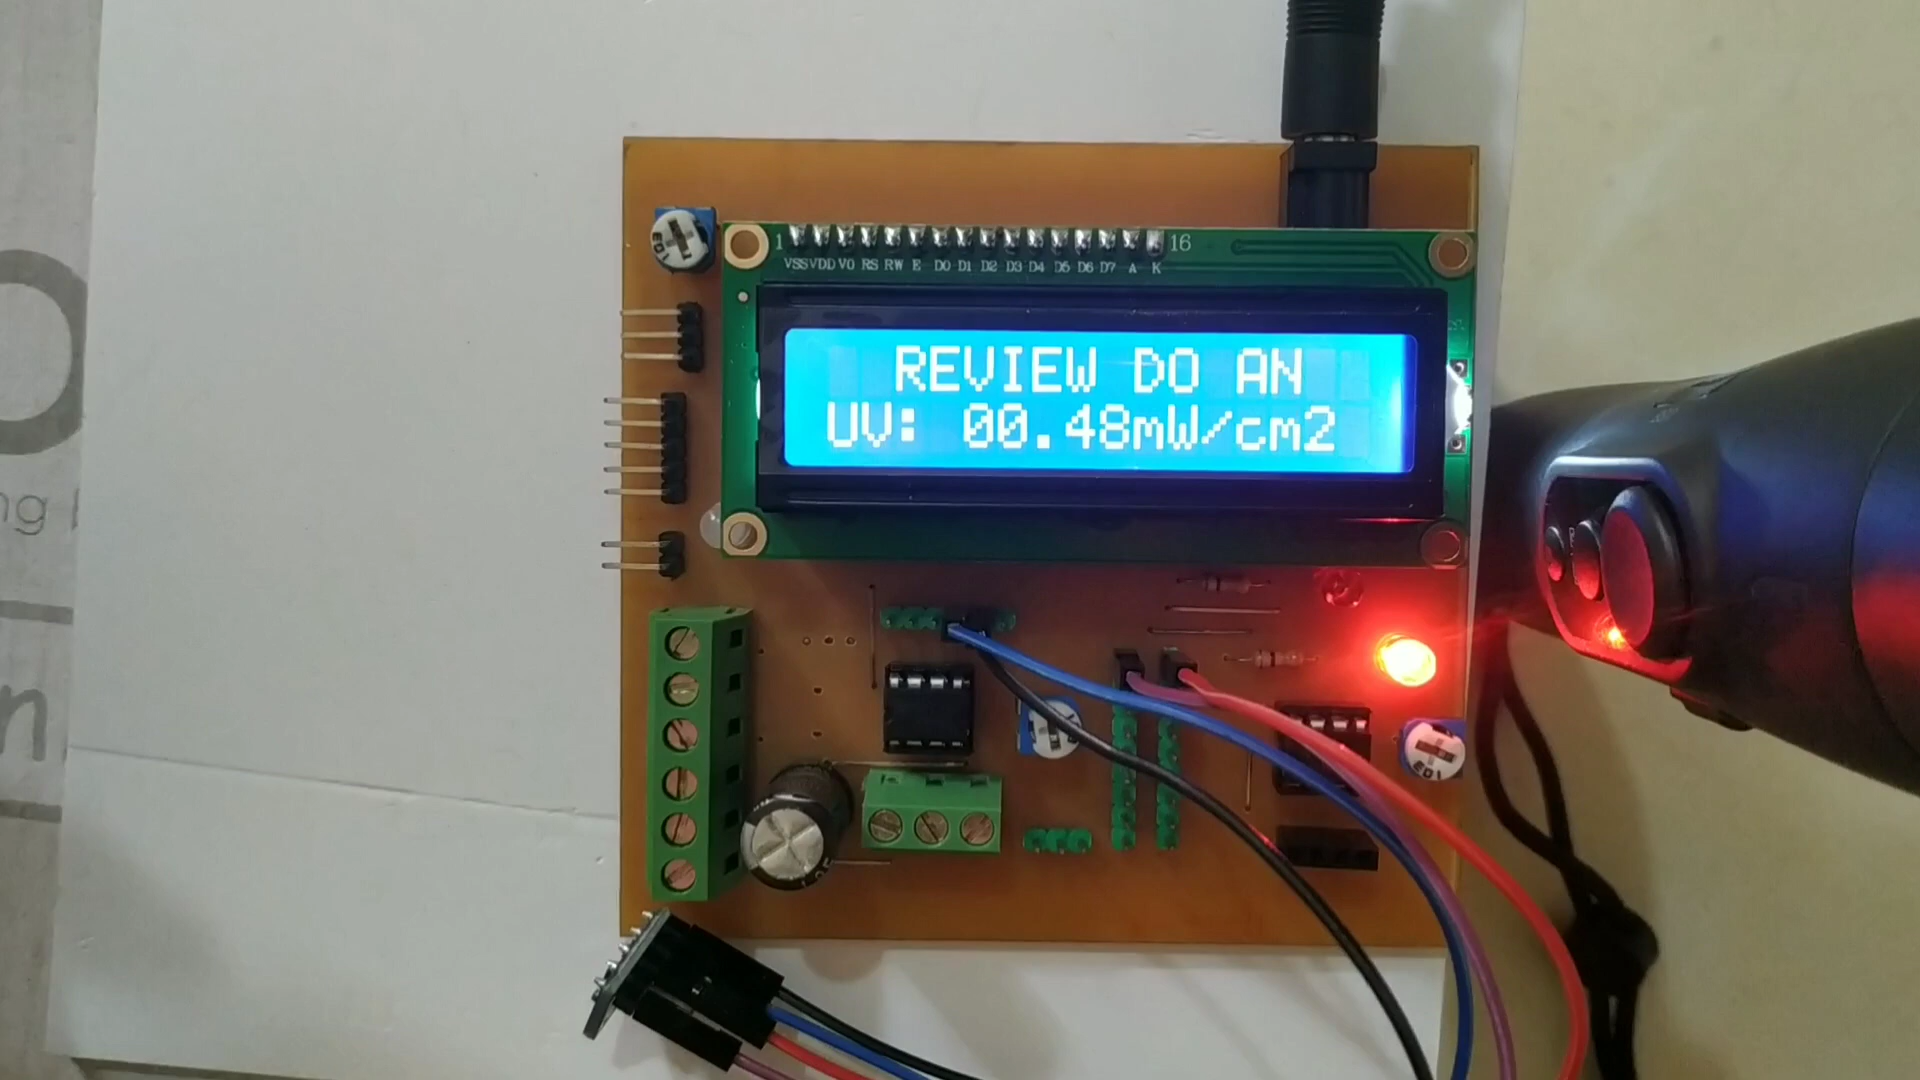 1 16
VSS VDD V0 RS RW E D0 D1 D2 D3 D4 D5 D6 D7 A K
REVIEW DO AN
UV: 00.48mW/cm2
ng